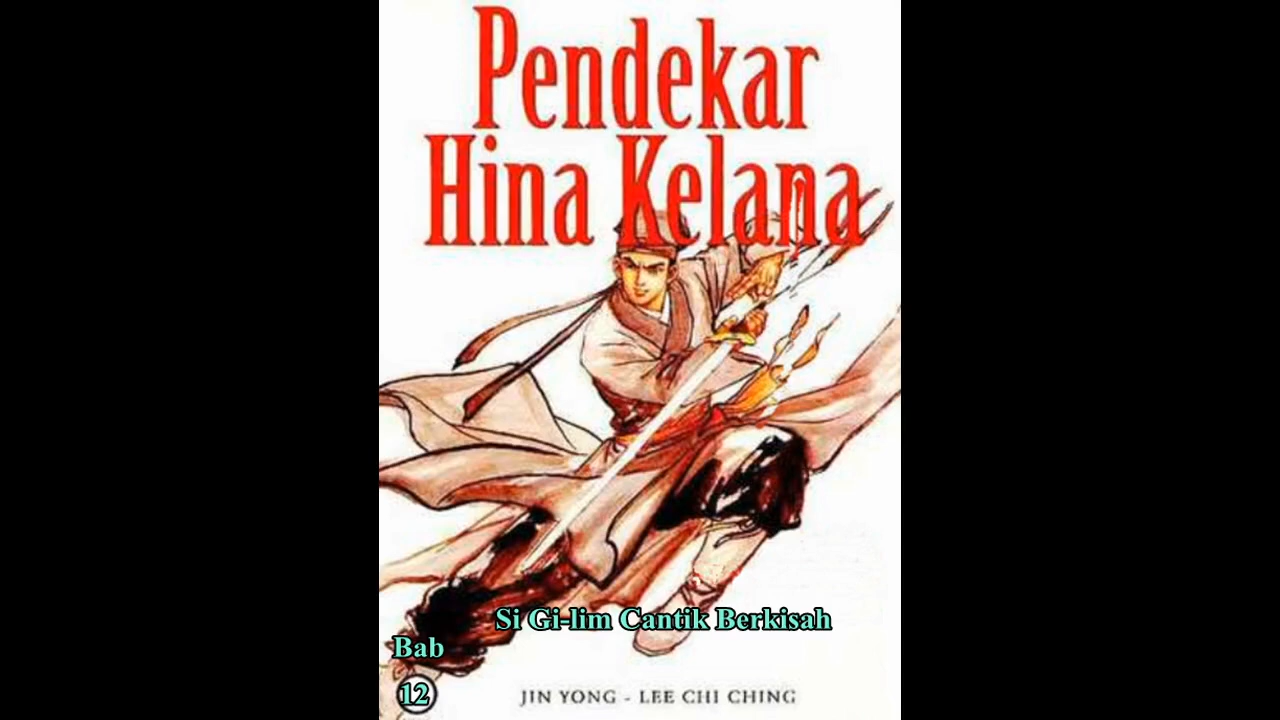 Pendekar
Hina Kelana
Si Gi-lim Cantik Berkisah
Bab
12
JIN YONG - LEE CHI CHING